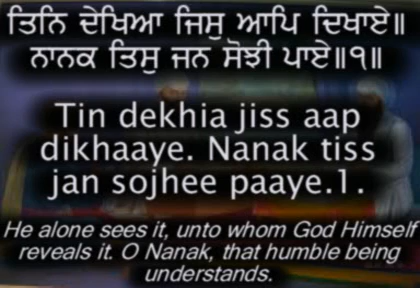 ਤਿਨਿ ਦੇਖਿਆ ਜਿਸੁ ਆਪਿ ਦਿਖਾਏ॥
ਨਾਨਕ ਤਿਸੁ ਜਨ ਸੋਝੀ ਪਾਏ॥੧॥
Tin dekhia jiss aap
dikhaaye. Nanak tiss
jan sojhee paaye.1.
He alone sees it, unto whom God Himself
reveals it. O Nanak, that humble being
understands.